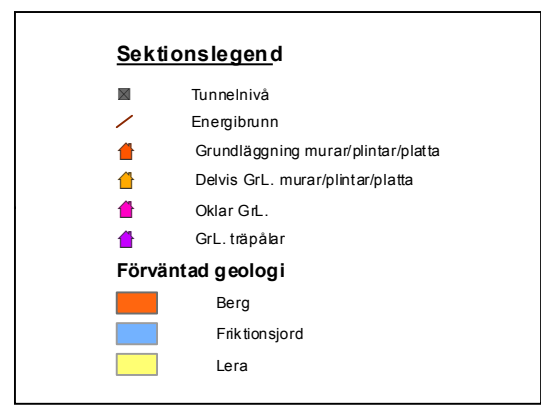 Sektionslegend
Tunnelnivå
Energibrunn
Grundläggning murar/plintar/platta
Delvis GrL. murar/plintar/platta
Oklar GrL.
GrL. träpålar
Förväntad geologi
Berg
Friktionsjord
Lera